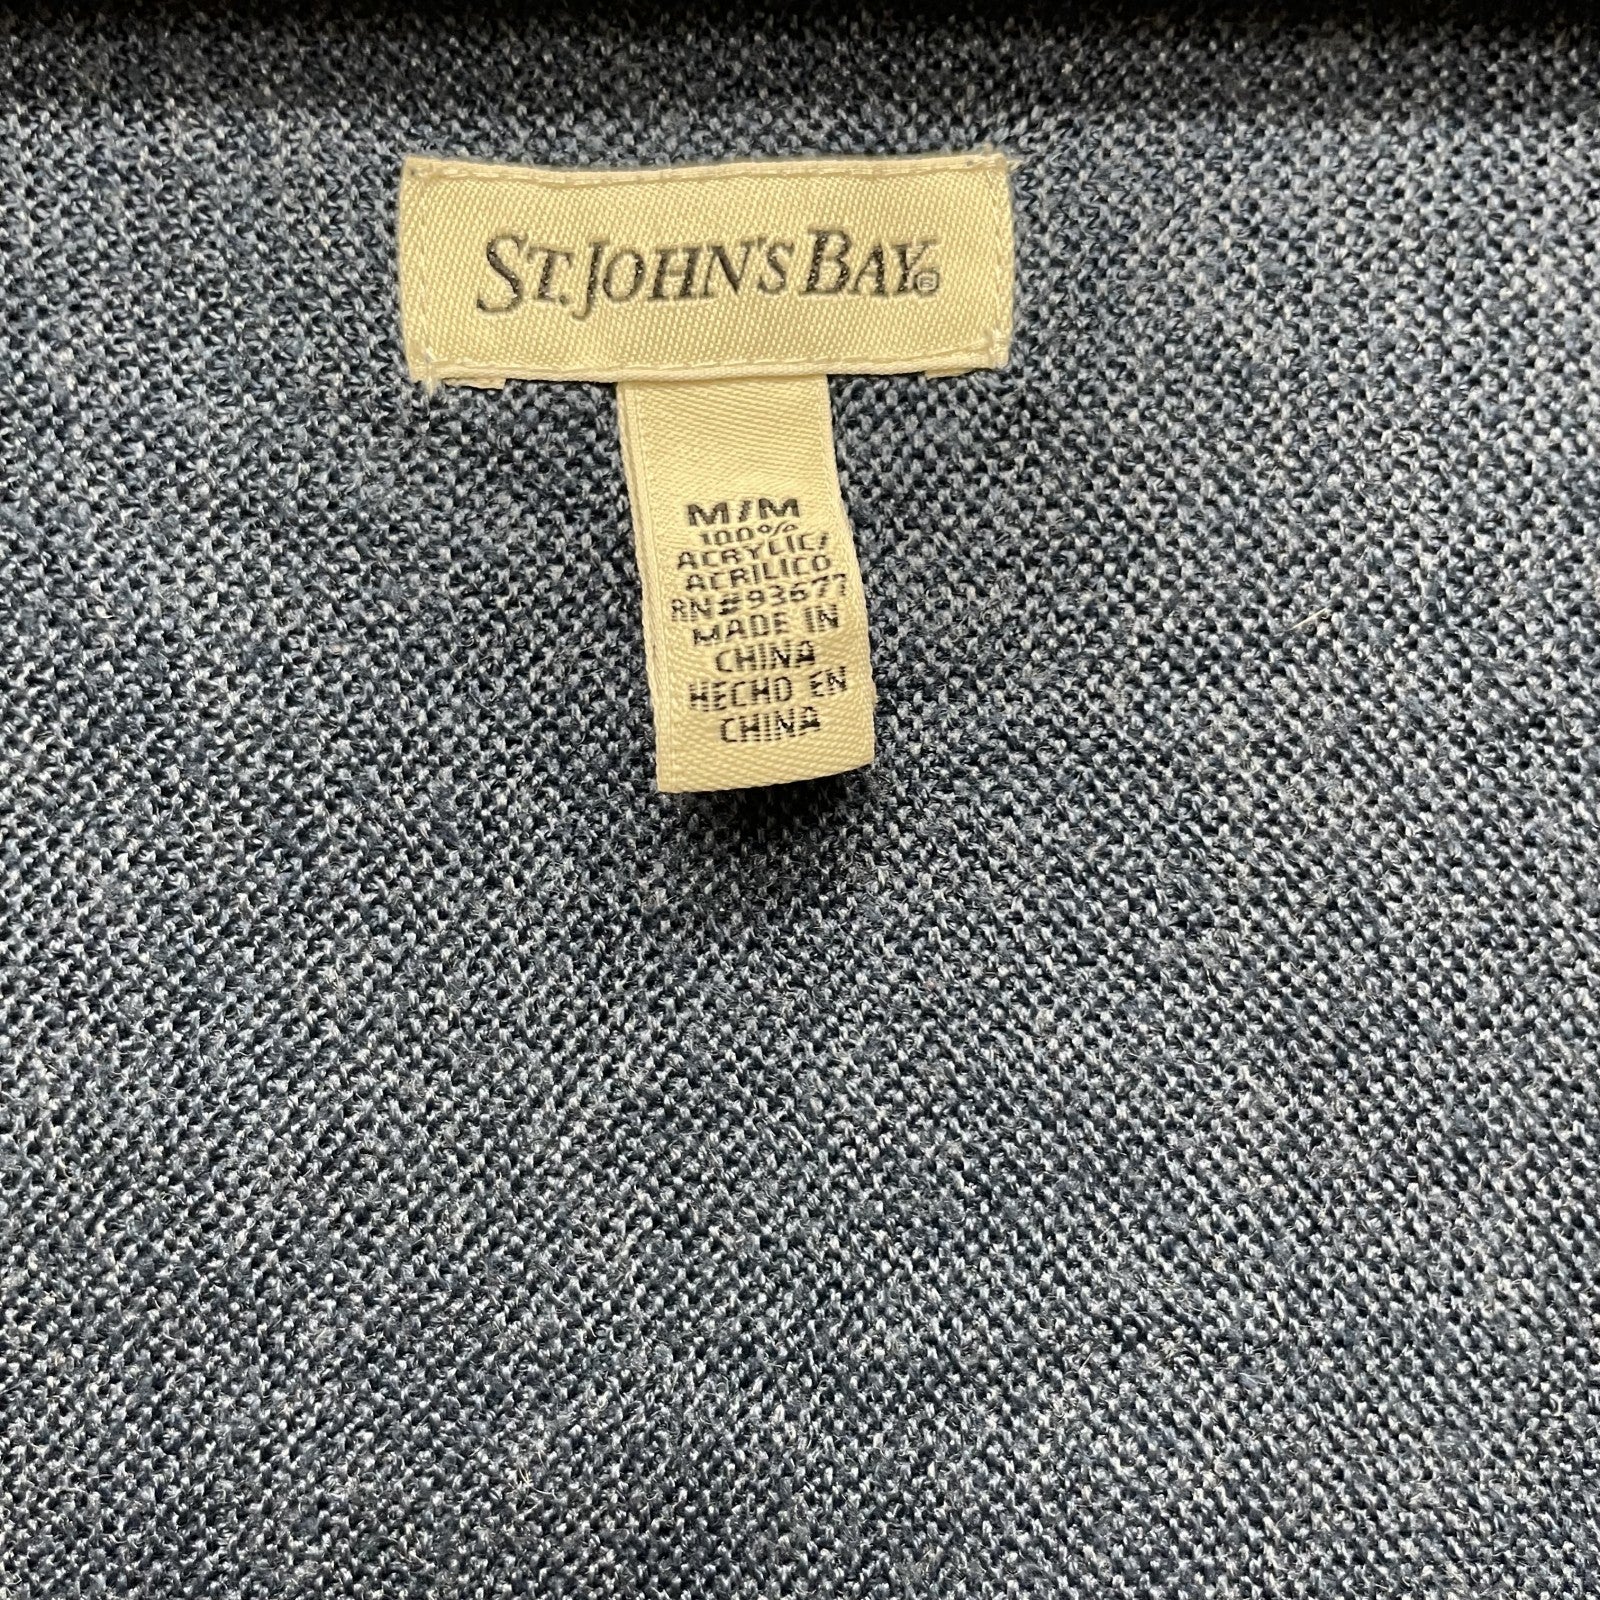 ST. JOHN'S BAY®
M/M
100%
ACRYLIC/
ACRILICO
RN#93677
MADE IN
CHINA
HECHO EN
CHINA